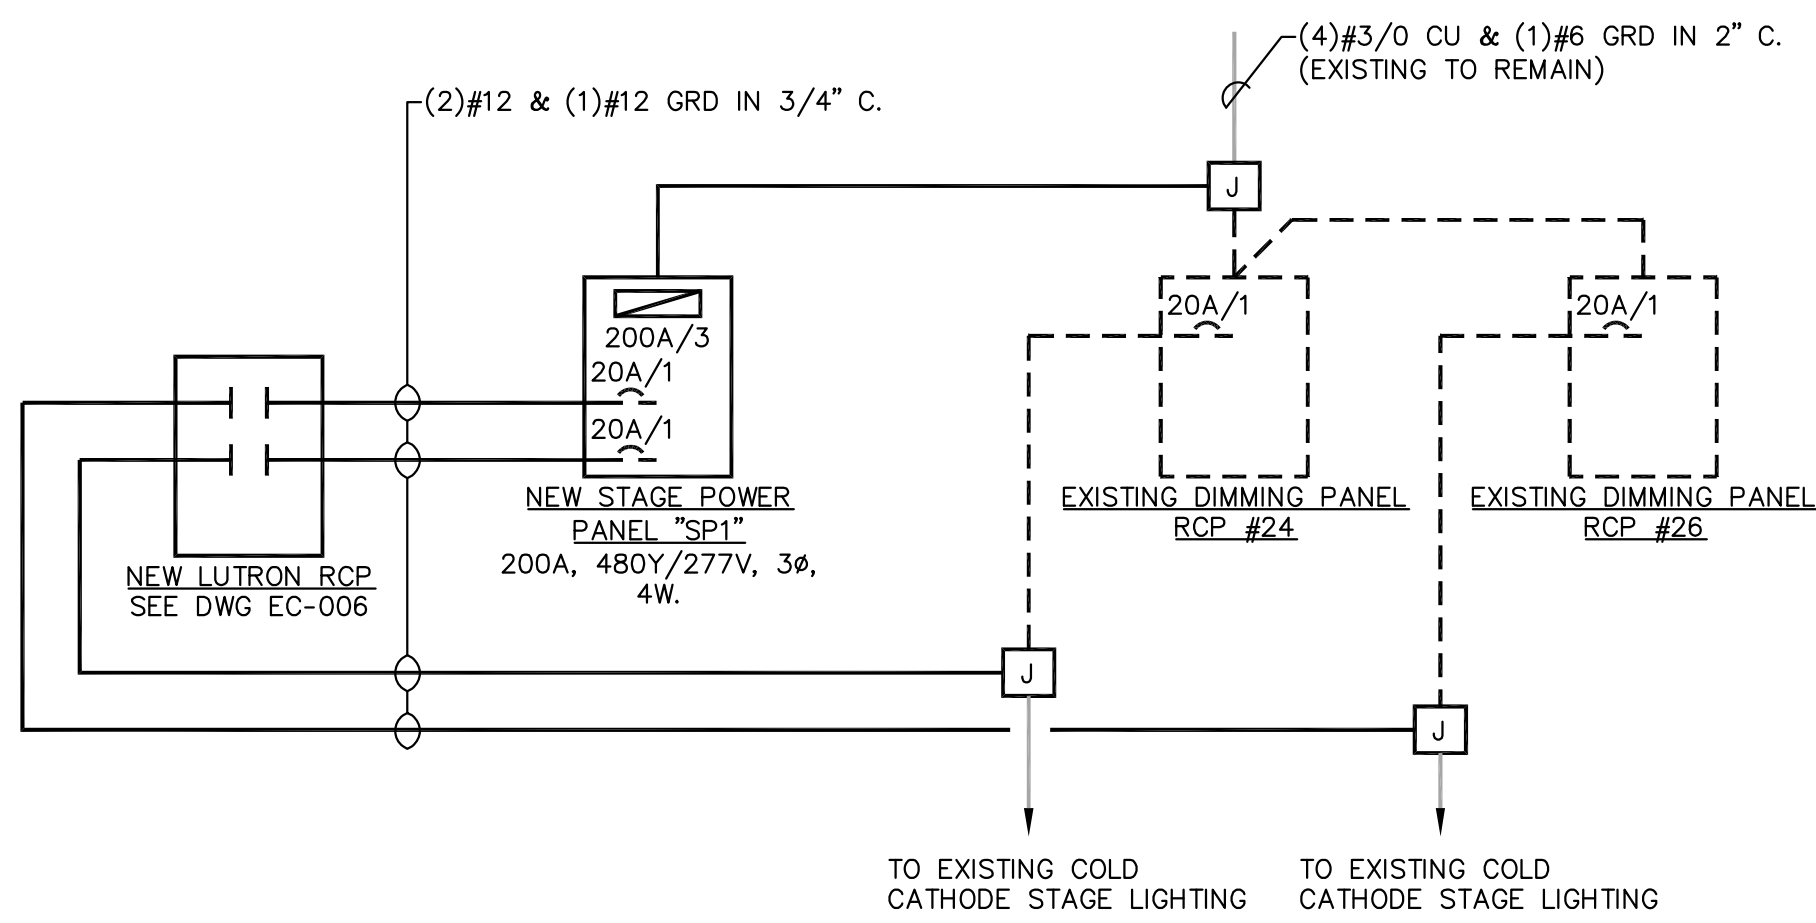 (4)#3/0 CU & (1)#6 GRD IN 2" C.
(EXISTING TO REMAIN)
(2)#12 & (1)#12 GRD IN 3/4" C.
J
200A/3
20A/1
20A/1
NEW STAGE POWER
PANEL "SP1"
200A, 480Y/277V, 3ø,
4W.
20A/1
EXISTING DIMMING PANEL
RCP #24
20A/1
EXISTING DIMMING PANEL
RCP #26
NEW LUTRON RCP
SEE DWG EC-006
J
J
TO EXISTING COLD
CATHODE STAGE LIGHTING
TO EXISTING COLD
CATHODE STAGE LIGHTING